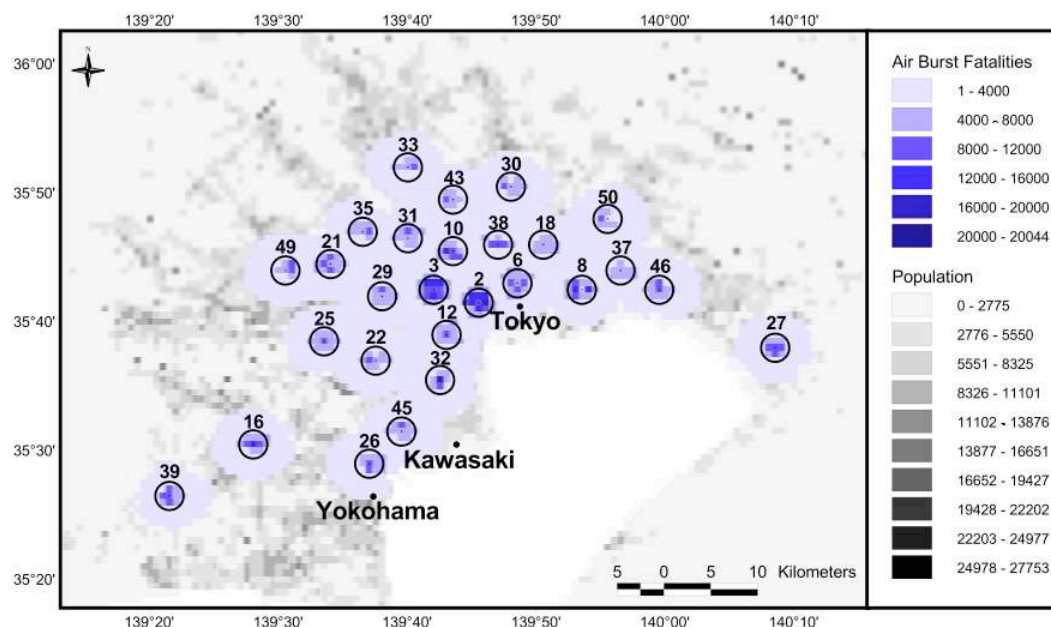 139°20' 139°30' 139°40' 139°50' 140°00' 140°10'
36°00'
35°50'
35°40'
35°30'
35°20'
N
33
30
43
50
35
31
10
38
18
49
21
37
46
29
3
2
6
8
Tokyo
12
25
22
32
27
16
45
26
Kawasaki
39
Yokohama
5 0 5 10 Kilometers
139°20' 139°30' 139°40' 139°50' 140°00' 140°10'
Air Burst Fatalities
1 - 4000
4000 - 8000
8000 - 12000
12000 - 16000
16000 - 20000
20000 - 20044
Population
0 - 2775
2776 - 5550
5551 - 8325
8326 - 11101
11102 - 13876
13877 - 16651
16652 - 19427
19428 - 22202
22203 - 24977
24978 - 27753